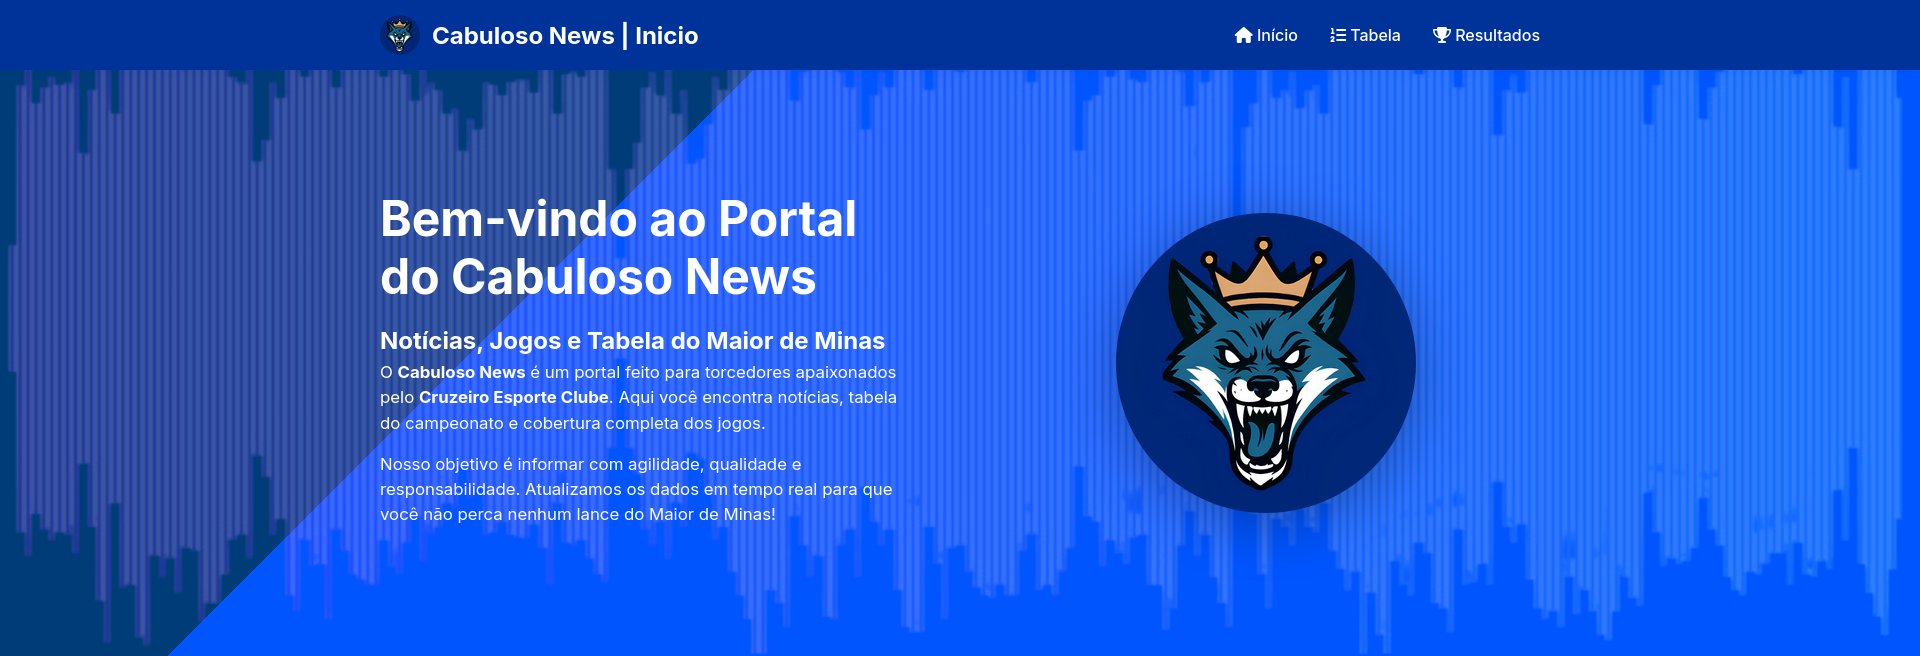 Cabuloso News | Inicio
Início
Tabela
Resultados
Bem-vindo ao Portal
do Cabuloso News
Notícias, Jogos e Tabela do Maior de Minas
O Cabuloso News é um portal feito para torcedores apaixonados
pelo Cruzeiro Esporte Clube. Aqui você encontra notícias, tabela
do campeonato e cobertura completa dos jogos.
Nosso objetivo é informar com agilidade, qualidade e
responsabilidade. Atualizamos os dados em tempo real para que
você não perca nenhum lance do Maior de Minas!